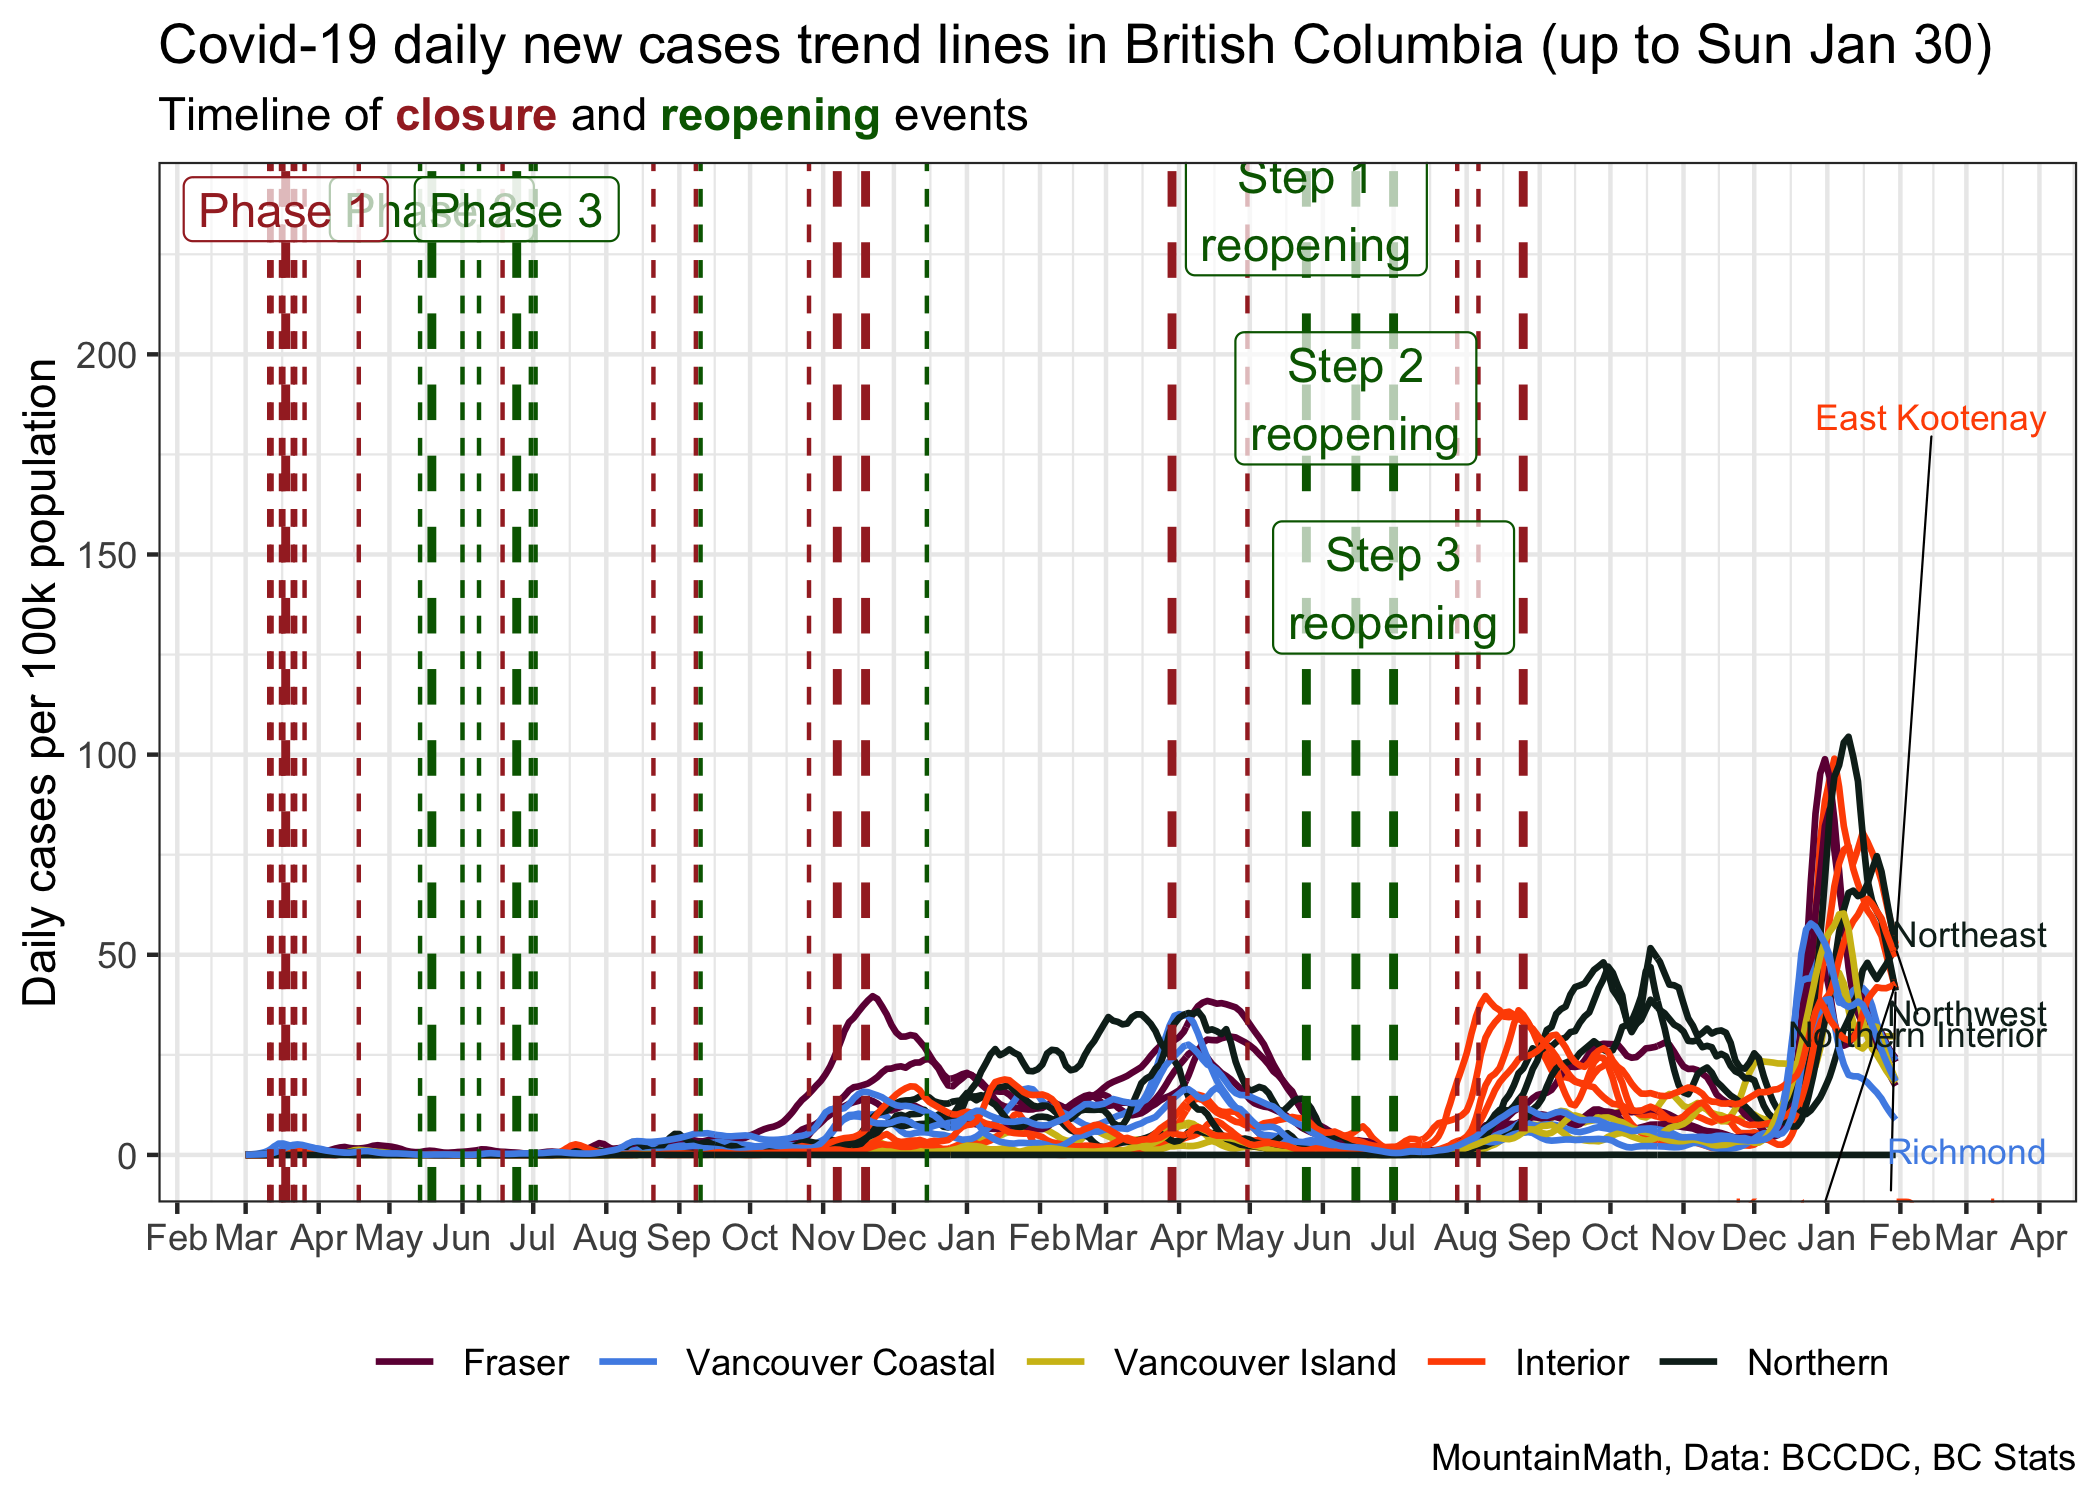 Covid-19 daily new cases trend lines in British Columbia (up to Sun Jan 30)
Timeline of closure and reopening events
Daily cases per 100k population
200
150
100
50
0
Phase 1
Phase 2
Phase 3
Step 1
reopening
Step 2
reopening
Step 3
reopening
East Kootenay
Northeast
Northwest
Northern Interior
Richmond
Feb Mar Apr May Jun Jul Aug Sep Oct Nov Dec Jan Feb Mar Apr May Jun Jul Aug Sep Oct Nov Dec Jan Feb Mar Apr
Fraser Vancouver Coastal Vancouver Island Interior Northern
MountainMath, Data: BCCDC, BC Stats